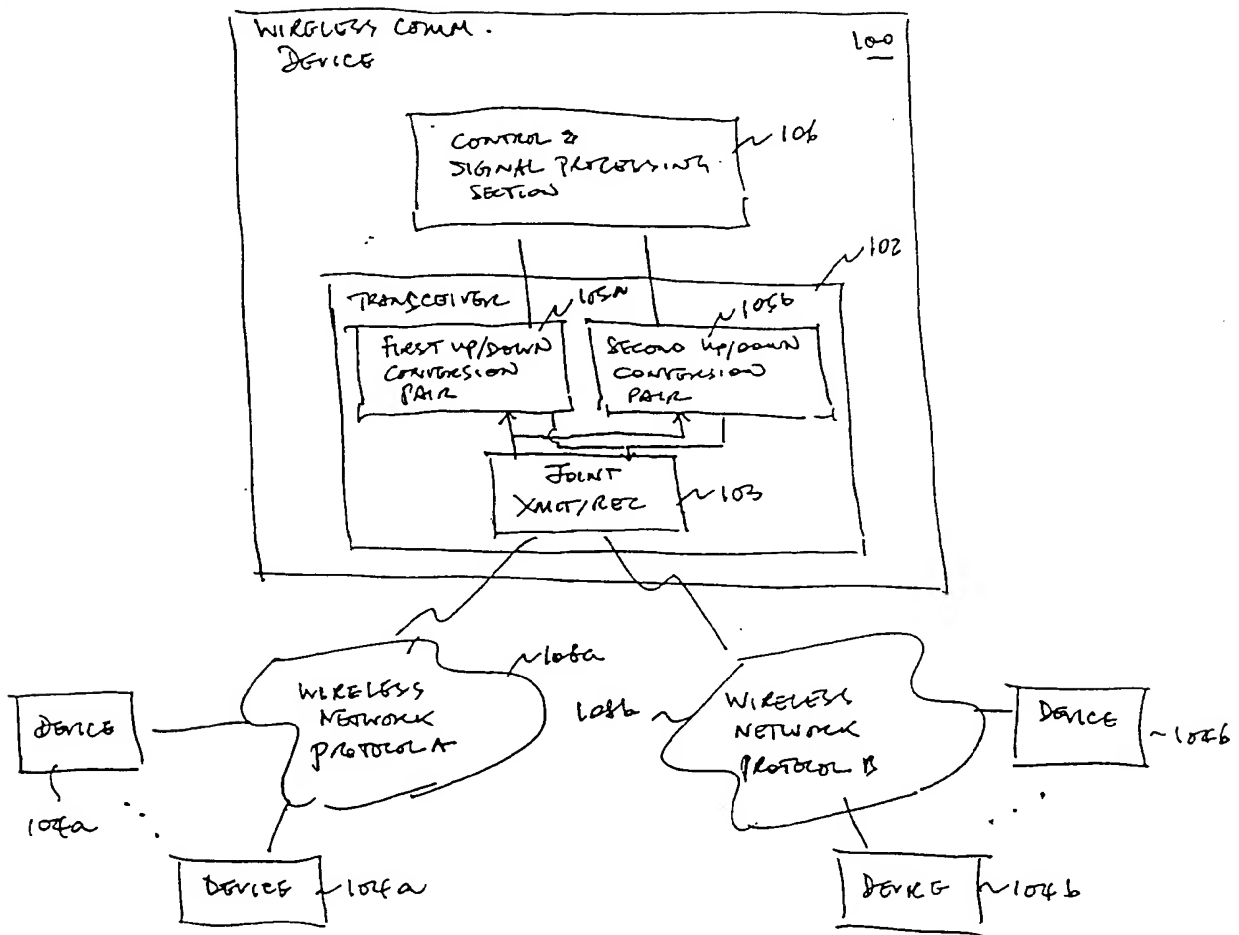 WIRELESS COMM.
DEVICE
100
CONTROL &
SIGNAL PROCESSING
SECTION
106
102
TRANSCEIVER
105a
105b
FIRST UP/DOWN
CONVERSION
PAIR
SECOND UP/DOWN
CONVERSION
PAIR
JOINT
XMIT/REC
103
108a
WIRELESS
NETWORK
PROTOCOL A
108b
WIRELESS
NETWORK
PROTOCOL B
DEVICE
DEVICE
104b
104a
DEVICE
104a
DEVICE
104b